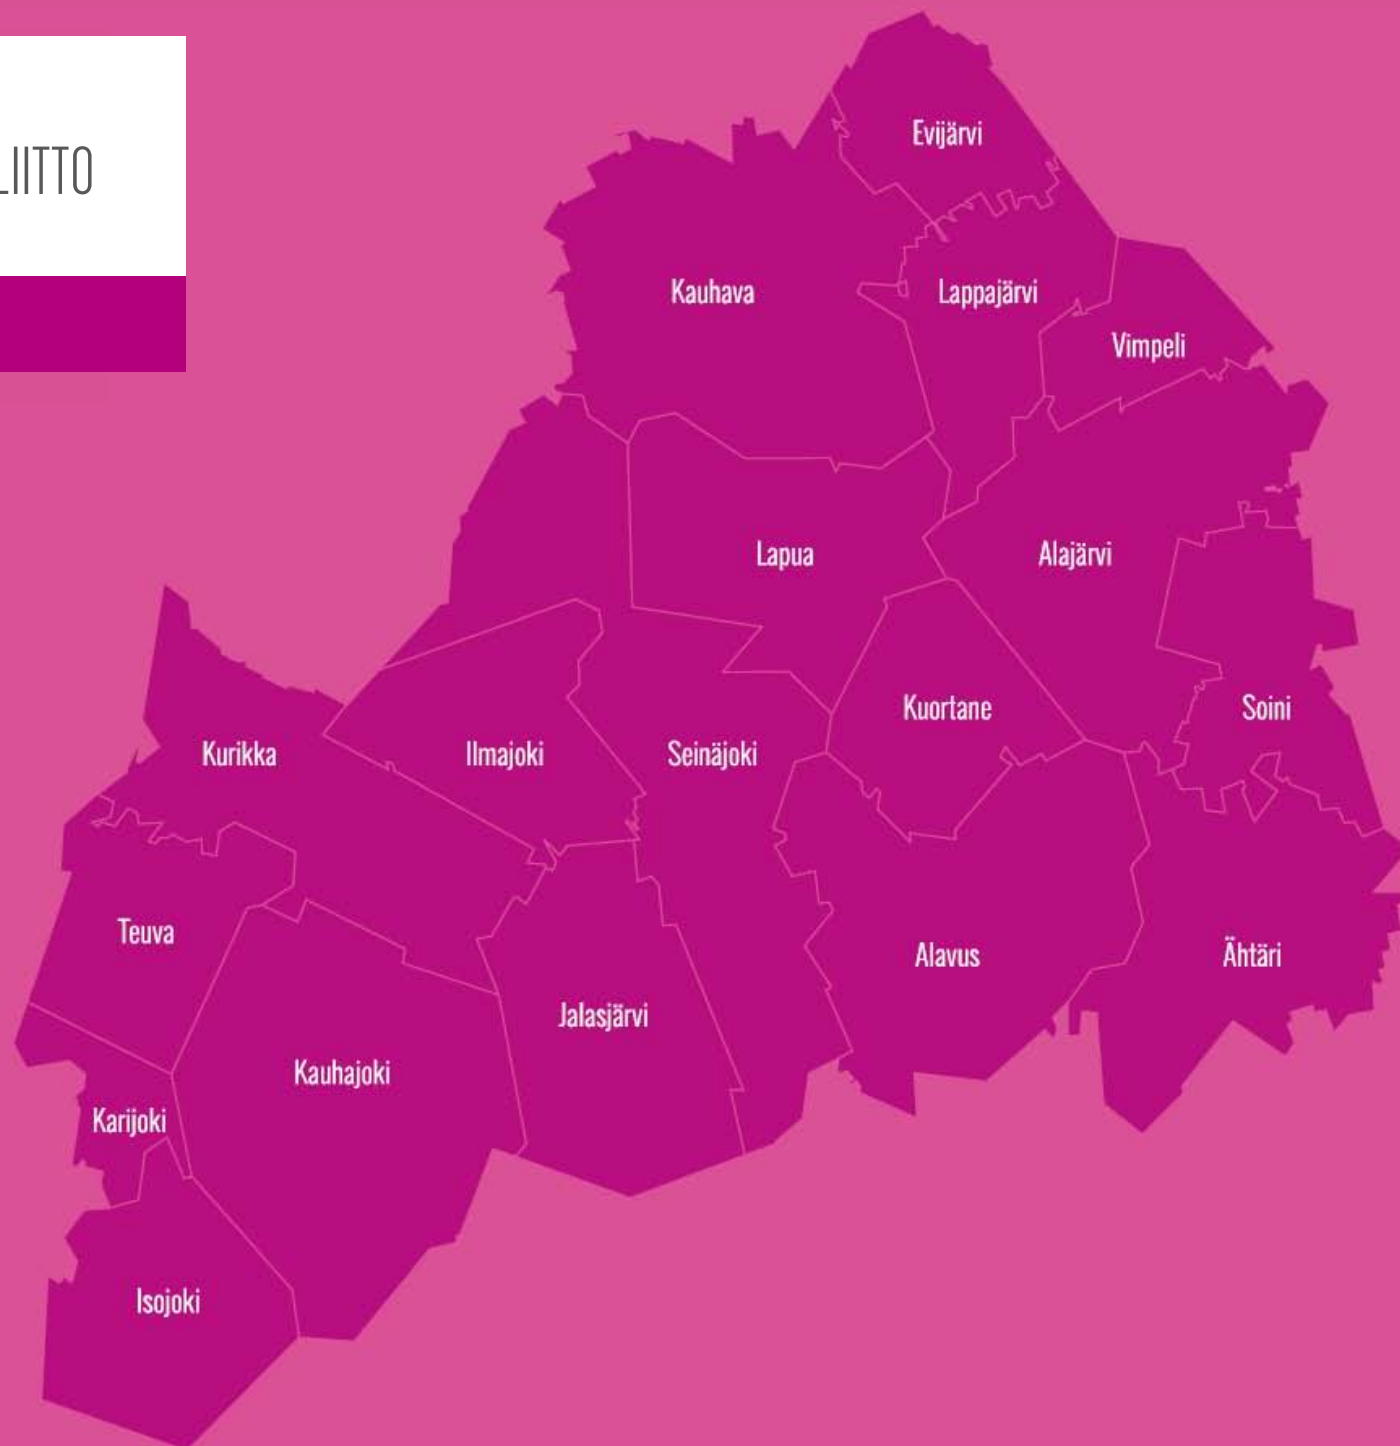 LIITTO
Evijärvi
Kauhava
Lappajärvi
Vimpeli
Lapua
Alajärvi
Kuortane
Soini
Kurikka
Ilmajoki
Seinäjoki
Teuva
Alavus
Ähtäri
Jalasjärvi
Kauhajoki
Karijoki
Isojoki